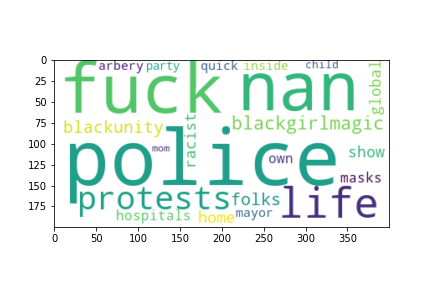 0
25
50
75
100
125
150
175
arbery party quick inside child
fuck nan global
blackunity blackgirlmagic
police racist mom own show
masks
protests folks life
hospitals home mayor
0 50 100 150 200 250 300 350